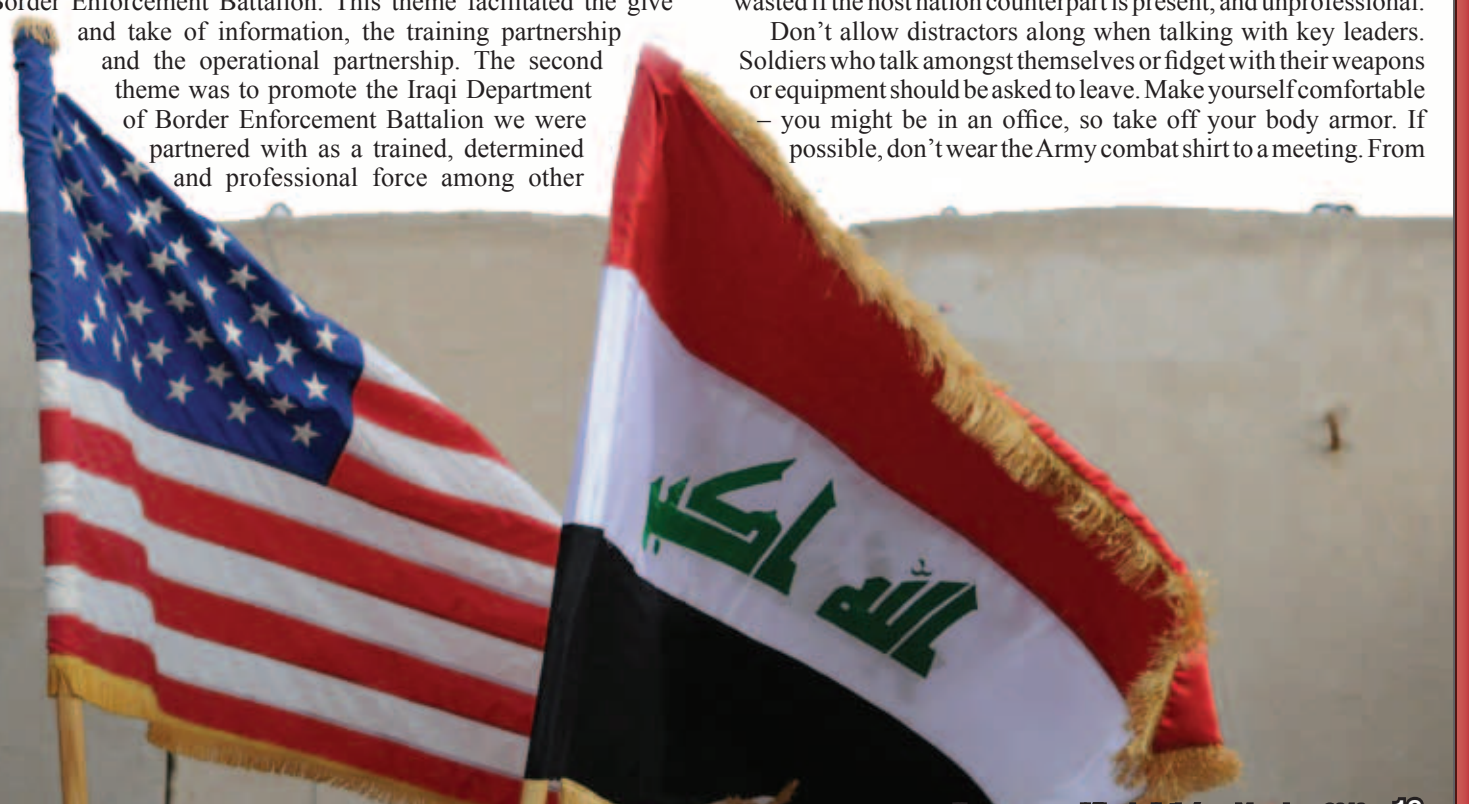 Border Enforcement Battalion. This theme facilitated the give
and take of information, the training partnership
and the operational partnership. The second
theme was to promote the Iraqi Department
of Border Enforcement Battalion we were
partnered with as a trained, determined
and professional force among other
wasted if the host nation counterpart is present, and unprofessional.
Don’t allow distractors along when talking with key leaders.
Soldiers who talk amongst themselves or fidget with their weapons
or equipment should be asked to leave. Make yourself comfortable
– you might be in an office, so take off your body armor. If
possible, don’t wear the Army combat shirt to a meeting. From
الله اكبر